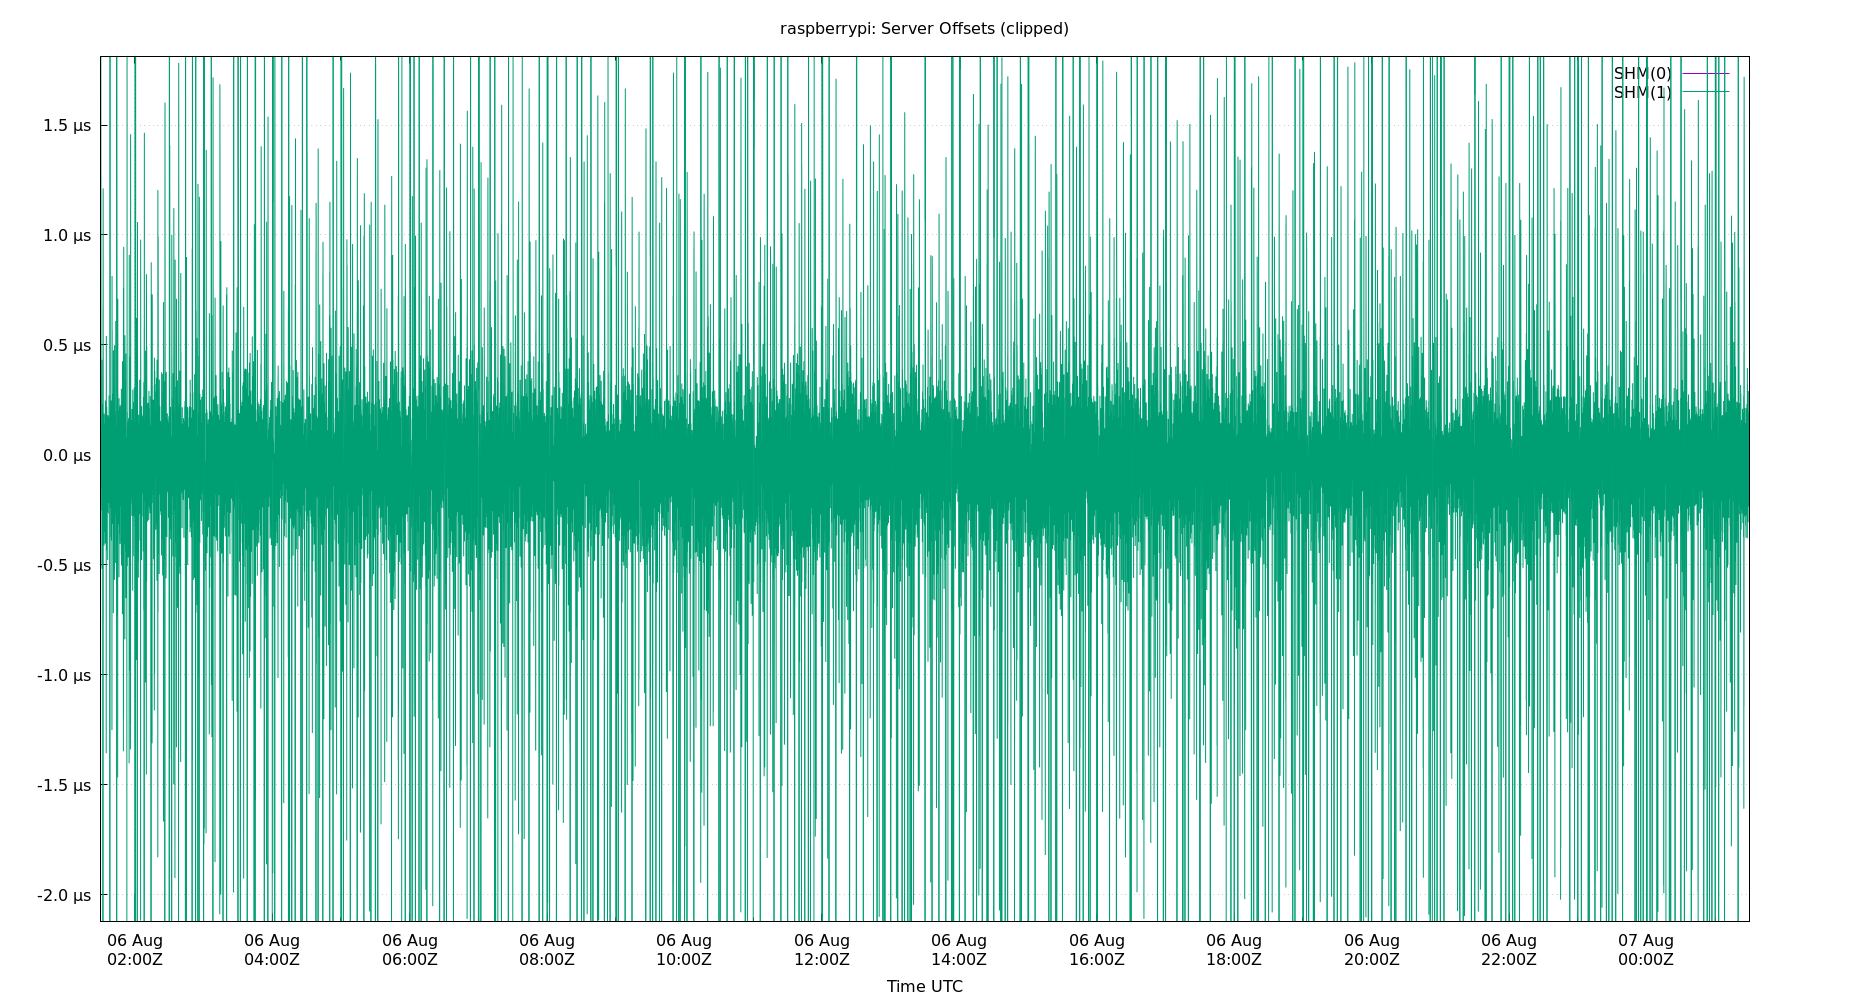 raspberrypi: Server Offsets (clipped)
SHM(0)
SHM(1)
1.5 µs
1.0 µs
0.5 µs
0.0 µs
-0.5 µs
-1.0 µs
-1.5 µs
-2.0 µs
06 Aug 06 Aug 06 Aug 06 Aug 06 Aug 06 Aug 06 Aug 06 Aug 06 Aug 06 Aug 06 Aug 07 Aug
02:00Z 04:00Z 06:00Z 08:00Z 10:00Z 12:00Z 14:00Z 16:00Z 18:00Z 20:00Z 22:00Z 00:00Z
Time UTC